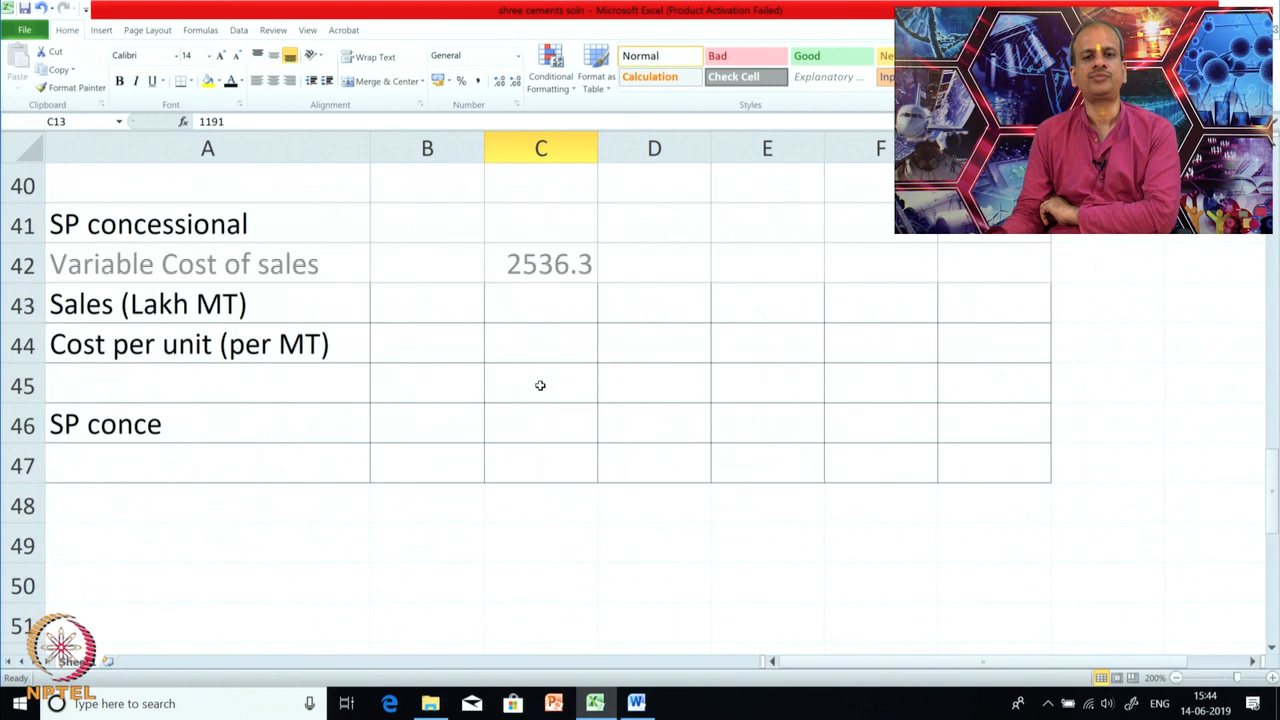 shree cements soln - Microsoft Excel (Product Activation Failed)
File Home Insert Page Layout Formulas Data Review View Acrobat
Cut
Copy
Format Painter
Paste
Clipboard
Calibri 14
B I U
Font
Wrap Text
Merge & Center
Alignment
General
Number
Conditional Formatting
Format as Table
Normal Bad Good
Calculation Check Cell Explanatory ...
Styles
C13 fx 1191
A B C D E F
40
41 SP concessional
42 Variable Cost of sales 2536.3
43 Sales (Lakh MT)
44 Cost per unit (per MT)
45
46 SP conce
47
48
49
50
51
NPTEL
Ready 200%
Type here to search
ENG
15:44
14-06-2019